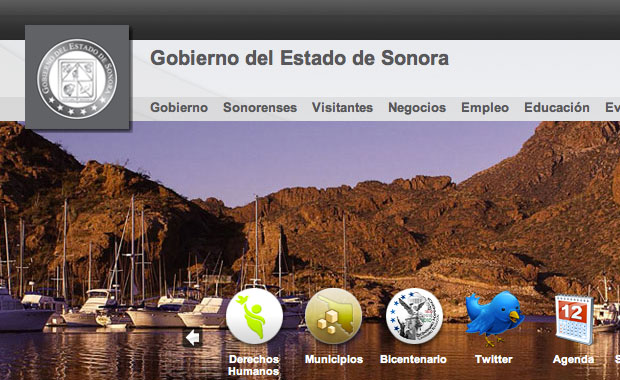 GOBIERNO DEL ESTADO DE SONORA
Gobierno del Estado de Sonora
Gobierno Sonorenses Visitantes Negocios Empleo Educación Ev
12
Derechos Humanos Municipios Bicentenario Twitter Agenda S